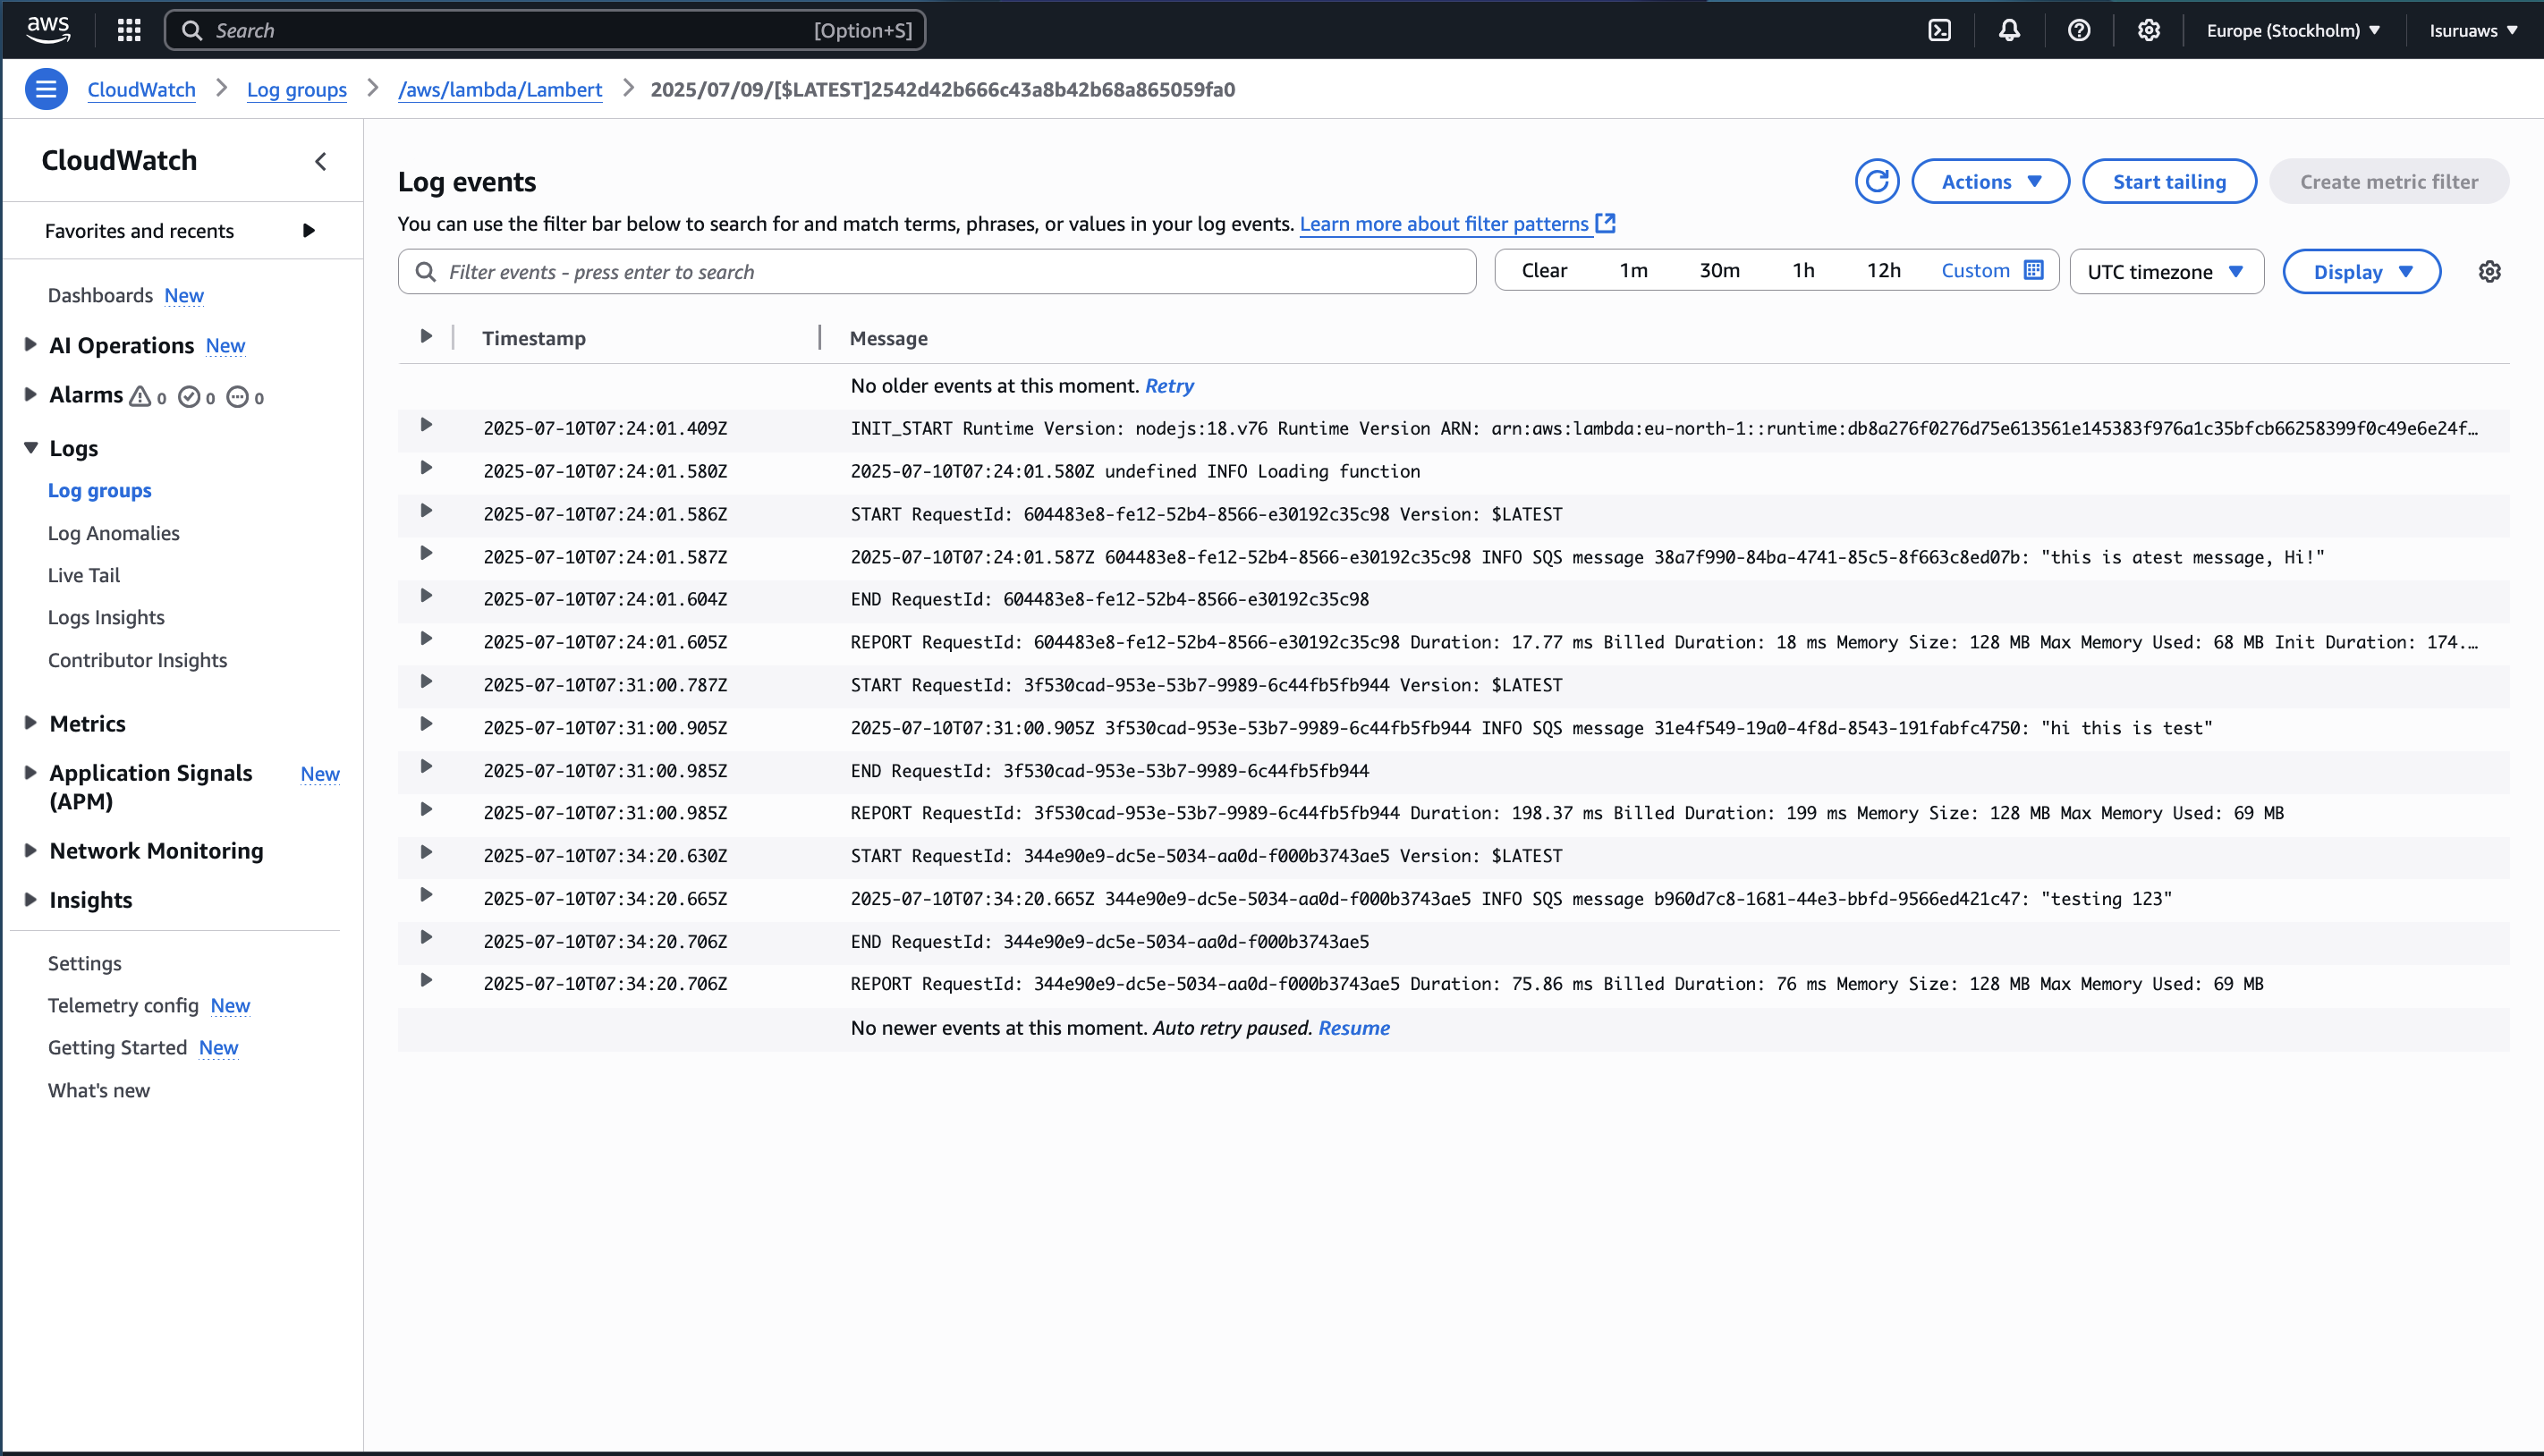 aws Search [Option+S] Europe (Stockholm) Isuruaws
CloudWatch Log groups /aws/lambda/Lambert 2025/07/09/[$LATEST]2542d42b666c43a8b42b68a865059fa0
CloudWatch
Favorites and recents
Dashboards New
AI Operations New
Alarms 0 0 0
Logs
Log groups
Log Anomalies
Live Tail
Logs Insights
Contributor Insights
Metrics
Application Signals New
(APM)
Network Monitoring
Insights
Settings
Telemetry config New
Getting Started New
What's new
Log events
Actions Start tailing Create metric filter
You can use the filter bar below to search for and match terms, phrases, or values in your log events. Learn more about filter patterns
Filter events - press enter to search Clear 1m 30m 1h 12h Custom UTC timezone Display
Timestamp Message
No older events at this moment. Retry
2025-07-10T07:24:01.409Z INIT_START Runtime Version: nodejs:18.v76 Runtime Version ARN: arn:aws:lambda:eu-north-1::runtime:db8a276f0276d75e613561e145383f976a1c35bfcb66258399f0c49e6e24f…
2025-07-10T07:24:01.580Z 2025-07-10T07:24:01.580Z undefined INFO Loading function
2025-07-10T07:24:01.586Z START RequestId: 604483e8-fe12-52b4-8566-e30192c35c98 Version: $LATEST
2025-07-10T07:24:01.587Z 2025-07-10T07:24:01.587Z 604483e8-fe12-52b4-8566-e30192c35c98 INFO SQS message 38a7f990-84ba-4741-85c5-8f663c8ed07b: "this is atest message, Hi!"
2025-07-10T07:24:01.604Z END RequestId: 604483e8-fe12-52b4-8566-e30192c35c98
2025-07-10T07:24:01.605Z REPORT RequestId: 604483e8-fe12-52b4-8566-e30192c35c98 Duration: 17.77 ms Billed Duration: 18 ms Memory Size: 128 MB Max Memory Used: 68 MB Init Duration: 174.…
2025-07-10T07:31:00.787Z START RequestId: 3f530cad-953e-53b7-9989-6c44fb5fb944 Version: $LATEST
2025-07-10T07:31:00.905Z 2025-07-10T07:31:00.905Z 3f530cad-953e-53b7-9989-6c44fb5fb944 INFO SQS message 31e4f549-19a0-4f8d-8543-191fabfc4750: "hi this is test"
2025-07-10T07:31:00.985Z END RequestId: 3f530cad-953e-53b7-9989-6c44fb5fb944
2025-07-10T07:31:00.985Z REPORT RequestId: 3f530cad-953e-53b7-9989-6c44fb5fb944 Duration: 198.37 ms Billed Duration: 199 ms Memory Size: 128 MB Max Memory Used: 69 MB
2025-07-10T07:34:20.630Z START RequestId: 344e90e9-dc5e-5034-aa0d-f000b3743ae5 Version: $LATEST
2025-07-10T07:34:20.665Z 2025-07-10T07:34:20.665Z 344e90e9-dc5e-5034-aa0d-f000b3743ae5 INFO SQS message b960d7c8-1681-44e3-bbfd-9566ed421c47: "testing 123"
2025-07-10T07:34:20.706Z END RequestId: 344e90e9-dc5e-5034-aa0d-f000b3743ae5
2025-07-10T07:34:20.706Z REPORT RequestId: 344e90e9-dc5e-5034-aa0d-f000b3743ae5 Duration: 75.86 ms Billed Duration: 76 ms Memory Size: 128 MB Max Memory Used: 69 MB
No newer events at this moment. Auto retry paused. Resume